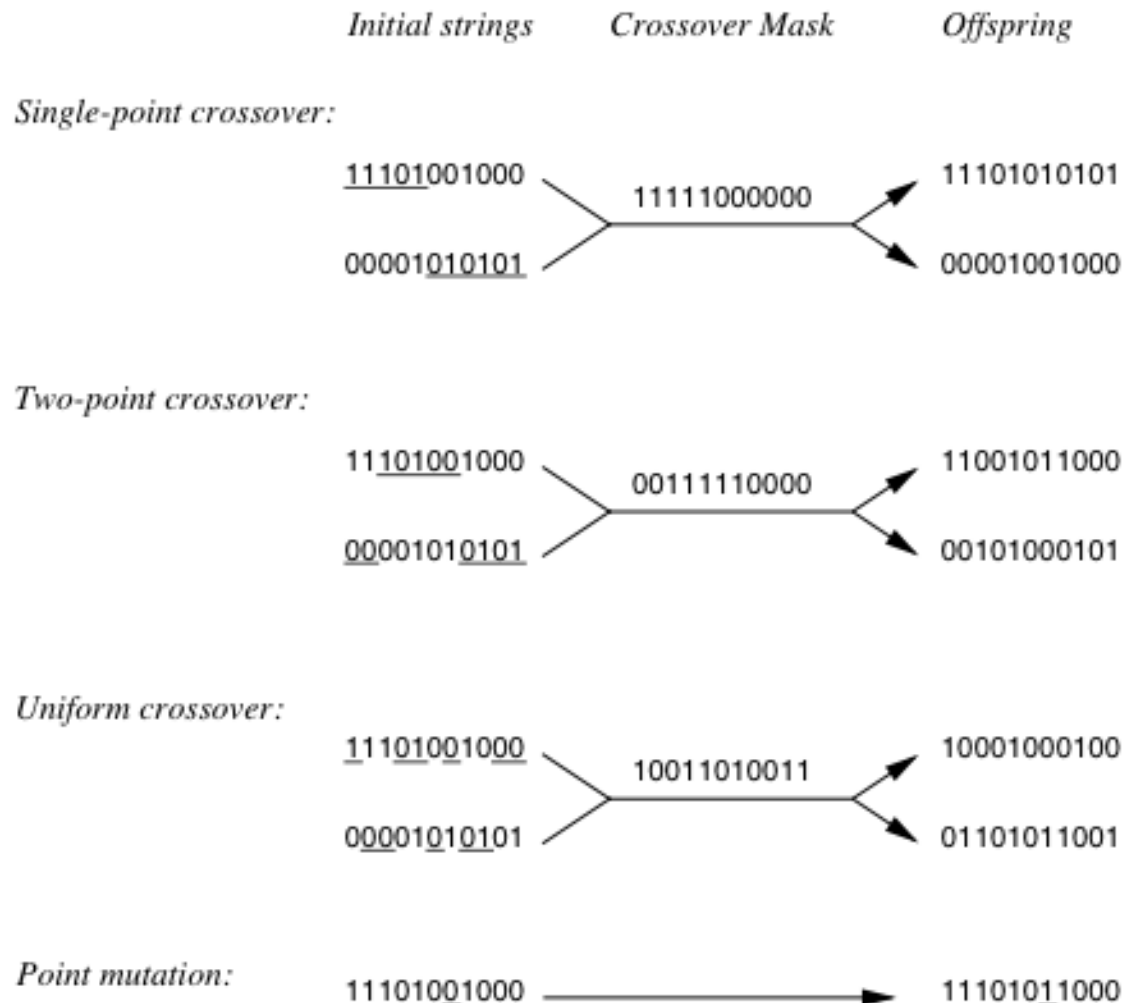 Initial strings Crossover Mask Offspring
Single-point crossover:
11101001000 11101010101
11111000000
00001010101 00001001000
Two-point crossover:
11101001000 11001011000
00111110000
00001010101 00101000101
Uniform crossover:
11101001000 10001000100
10011010011
00001010101 01101011001
Point mutation:
11101001000 11101011000